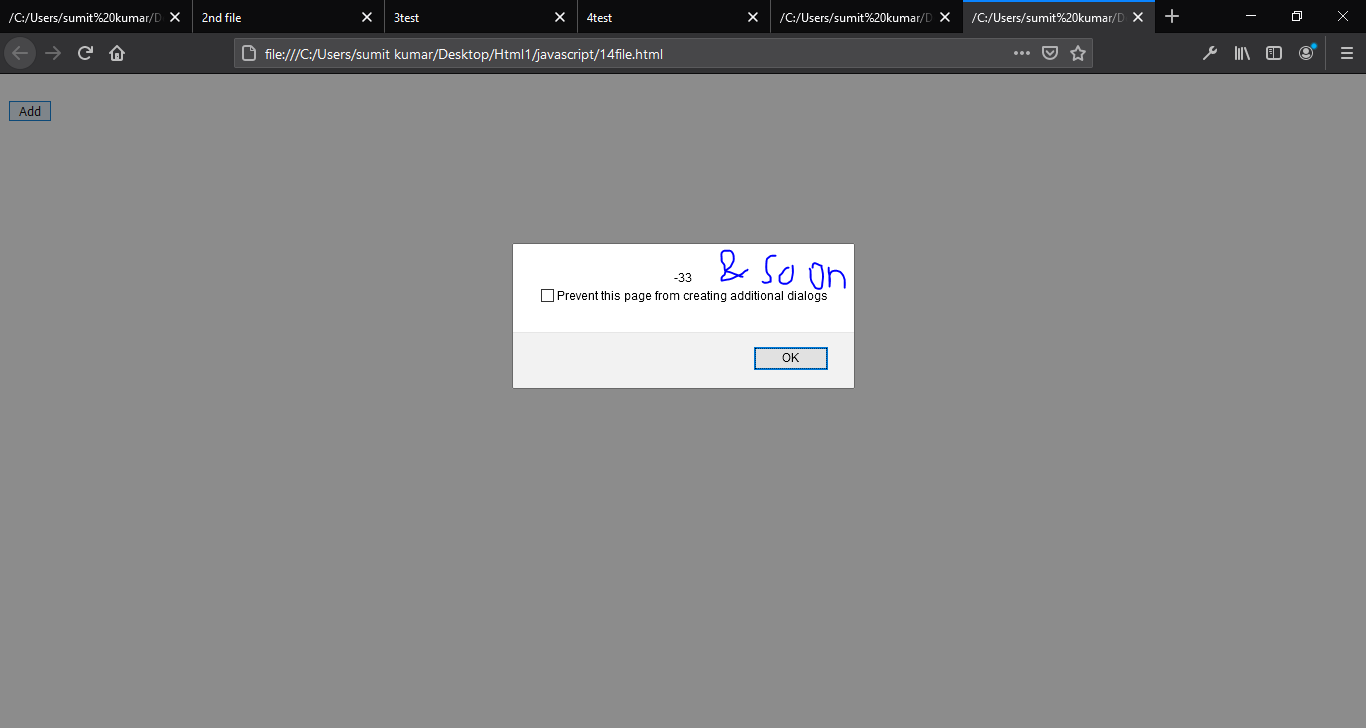 /C:/Users/sumit%20kumar/D
2nd file
3test
4test
/C:/Users/sumit%20kumar/D
/C:/Users/sumit%20kumar/D
file:///C:/Users/sumit kumar/Desktop/Html1/javascript/14file.html
Add
-33 & so on
Prevent this page from creating additional dialogs
OK